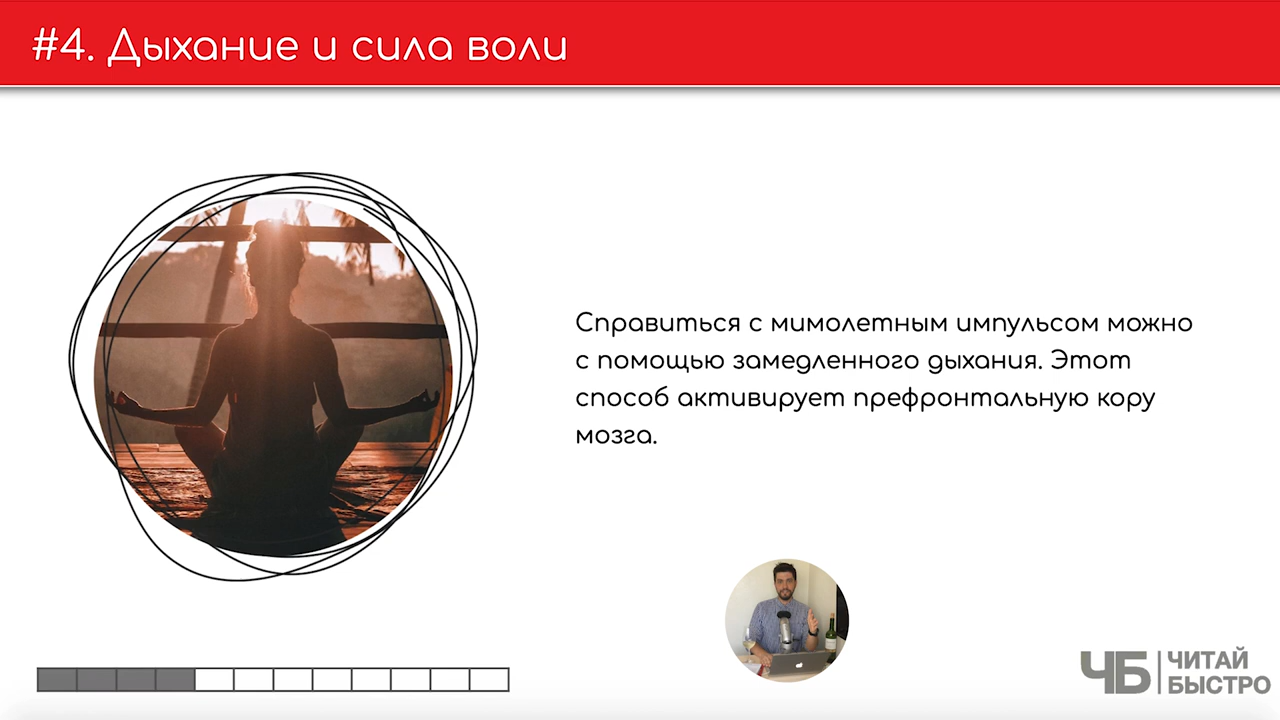 #4. Дыхание и сила воли
Справиться с мимолетным импульсом можно
с помощью замедленного дыхания. Этот
способ активирует префронтальную кору
мозга.
ЧБ ЧИТАЙ
БЫСТРО